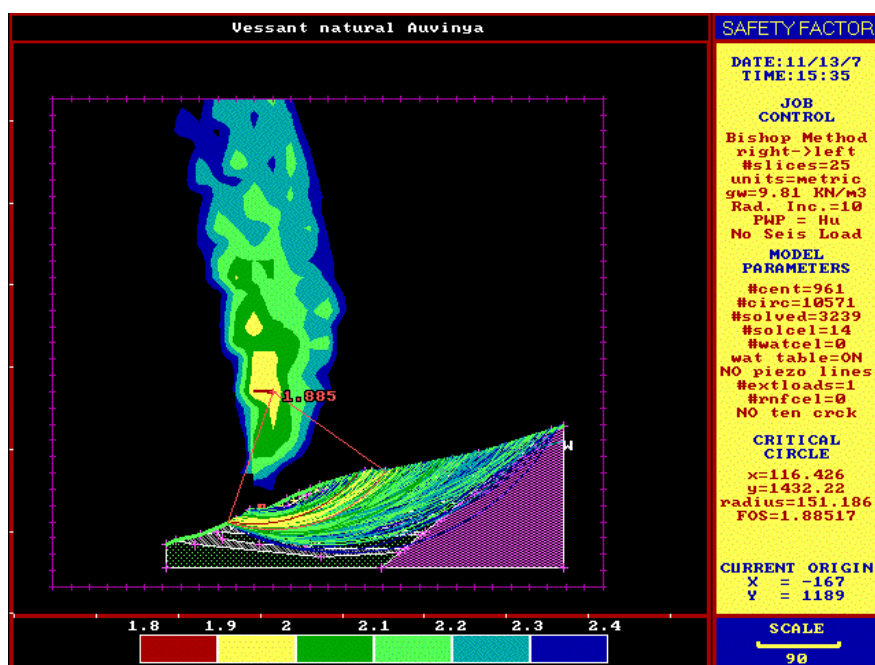 Vessant natural Auvinya
SAFETY FACTOR
DATE:11/13/7
TIME:15:35
JOB
CONTROL
Bishop Method
right->left
#slices=25
units=metric
gw=9.81 KN/m3
Rad. Inc.=10
PWP = Hu
No Seis Load
MODEL
PARAMETERS
#cent=961
#circ=10571
#solved=3239
#solcel=14
#watcel=0
wat table=ON
NO piezo lines
#extloads=1
#rnfcel=0
NO ten crck
CRITICAL
CIRCLE
x=116.426
y=1432.22
radius=151.186
FOS=1.88517
CURRENT ORIGIN
X = -167
Y = 1189
SCALE
90
1.885
W
1.8 1.9 2 2.1 2.2 2.3 2.4